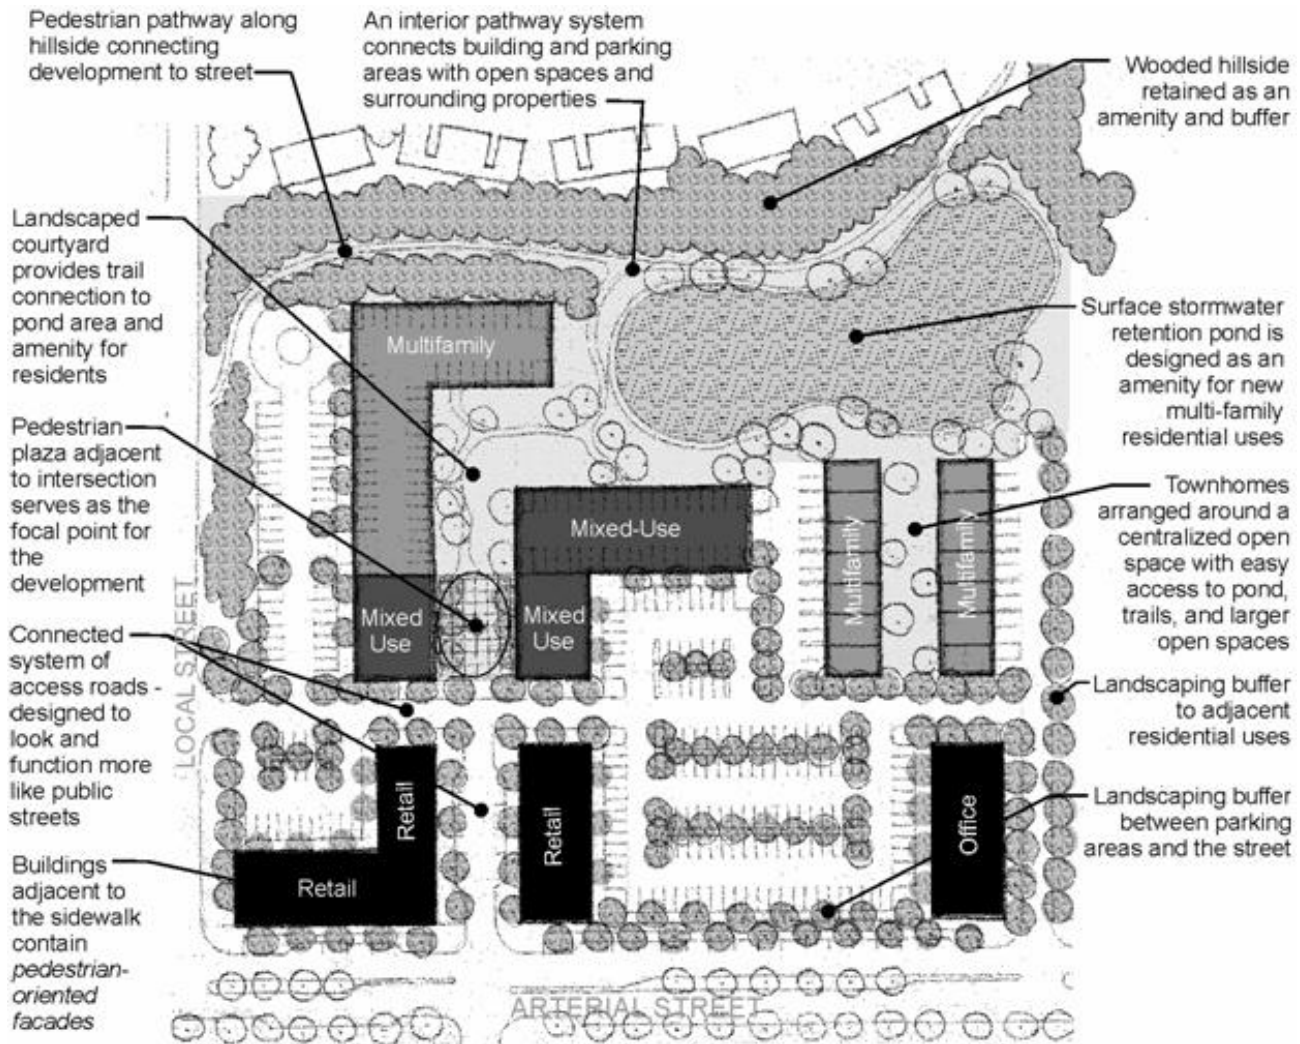 Pedestrian pathway along
hillside connecting
development to street
An interior pathway system
connects building and parking
areas with open spaces and
surrounding properties
Wooded hillside
retained as an
amenity and buffer
Landscaped
courtyard
provides trail
connection to
pond area and
amenity for
residents
Surface stormwater
retention pond is
designed as an
amenity for new
multi-family
residential uses
Pedestrian
plaza adjacent
to intersection
serves as the
focal point for
the
development
Townhomes
arranged around a
centralized open
space with easy
access to pond,
trails, and larger
open spaces
Connected
system of
access roads -
designed to
look and
function more
like public
streets
Landscaping buffer
to adjacent
residential uses
Landscaping buffer
between parking
areas and the street
Buildings
adjacent to
the sidewalk
contain
pedestrian-
oriented
facades
Multifamily
Mixed-Use
Multifamily
Multifamily
Mixed
Use
Mixed
Use
LOCAL STREET
Retail
Retail
Retail
Office
ARTERIAL STREET